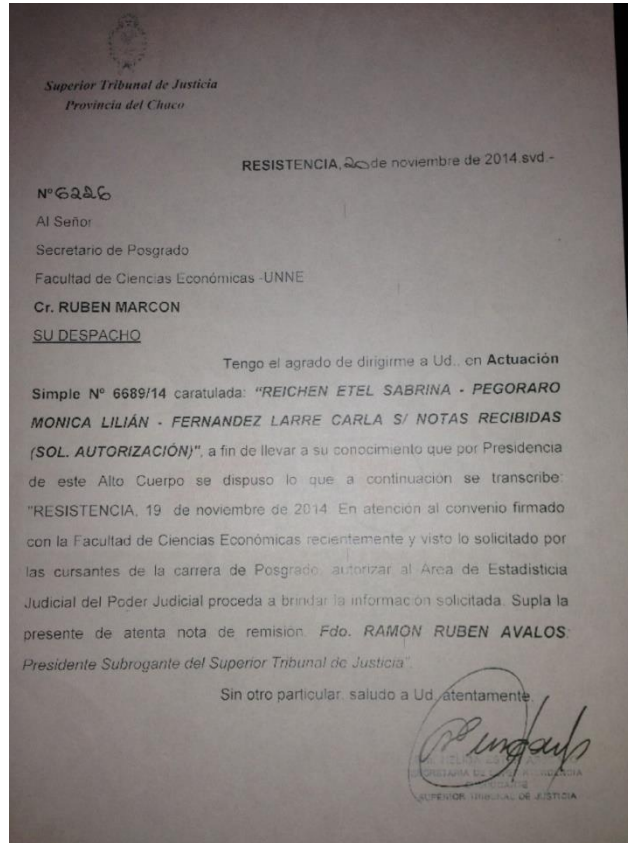 Superior Tribunal de Justicia
Provincia del Chaco
RESISTENCIA, 20 de noviembre de 2014.svd.-
Nº 6226
Al Señor
Secretario de Posgrado
Facultad de Ciencias Económicas -UNNE
Cr. RUBEN MARCON
SU DESPACHO
Tengo el agrado de dirigirme a Ud., en Actuación
Simple Nº 6689/14 caratulada: "REICHEN ETEL SABRINA - PEGORARO
MONICA LILIÁN - FERNANDEZ LARRE CARLA S/ NOTAS RECIBIDAS
(SOL. AUTORIZACIÓN)", a fin de llevar a su conocimiento que por Presidencia
de este Alto Cuerpo se dispuso lo que a continuación se transcribe:
"RESISTENCIA, 19 de noviembre de 2014. En atención al convenio firmado
con la Facultad de Ciencias Económicas recientemente y visto lo solicitado por
las cursantes de la carrera de Posgrado, autorizar al Area de Estadisticia
Judicial del Poder Judicial proceda a brindar la información solicitada. Supla la
presente de atenta nota de remisión. Fdo. RAMON RUBEN AVALOS.
Presidente Subrogante del Superior Tribunal de Justicia".
Sin otro particular, saludo a Ud. atentamente.
SUPERIOR TRIBUNAL DE JUSTICIA